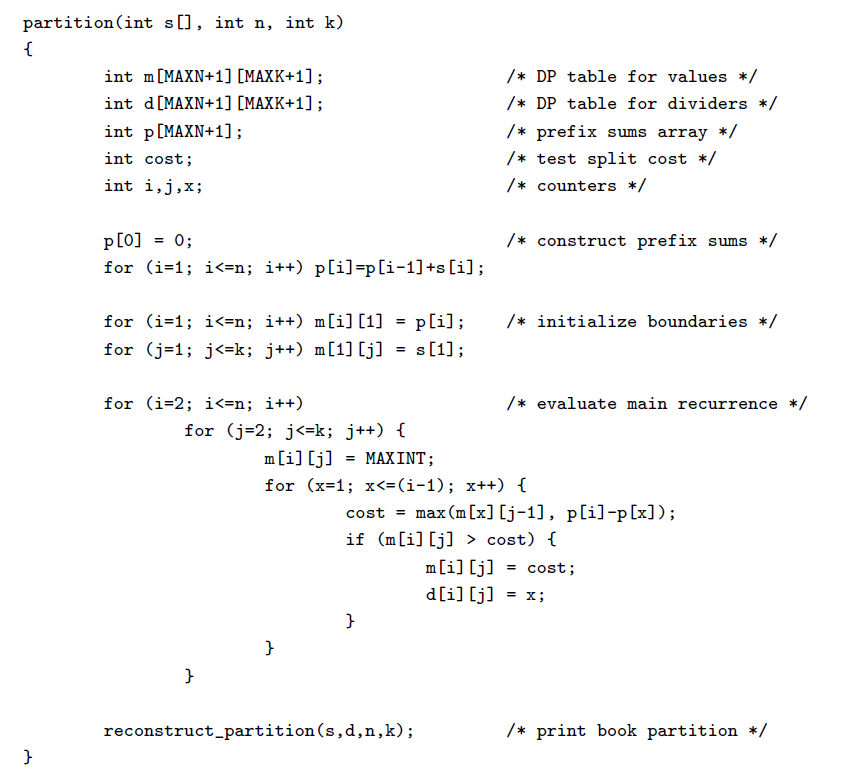 partition(int s[], int n, int k)
{
int m[MAXN+1][MAXK+1]; /* DP table for values */
int d[MAXN+1][MAXK+1]; /* DP table for dividers */
int p[MAXN+1]; /* prefix sums array */
int cost; /* test split cost */
int i,j,x; /* counters */
p[0] = 0; /* construct prefix sums */
for (i=1; i<=n; i++) p[i]=p[i-1]+s[i];
for (i=1; i<=n; i++) m[i][1] = p[i]; /* initialize boundaries */
for (j=1; j<=k; j++) m[1][j] = s[1];
for (i=2; i<=n; i++) /* evaluate main recurrence */
for (j=2; j<=k; j++) {
m[i][j] = MAXINT;
for (x=1; x<=(i-1); x++) {
cost = max(m[x][j-1], p[i]-p[x]);
if (m[i][j] > cost) {
m[i][j] = cost;
d[i][j] = x;
}
}
}
reconstruct_partition(s,d,n,k); /* print book partition */
}